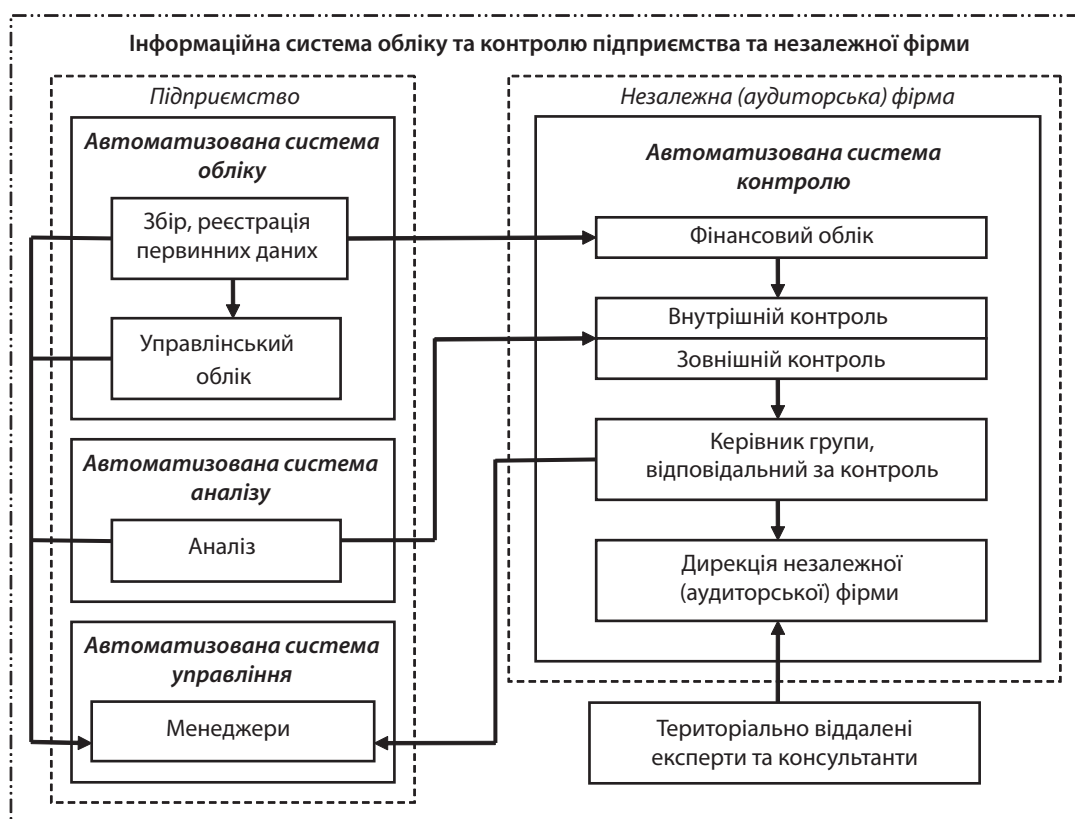 Інформаційна система обліку та контролю підприємства та незалежної фірми
Підприємство
Автоматизована система
обліку
Збір, реєстрація
первинних даних
Управлінський
облік
Автоматизована система
аналізу
Аналіз
Автоматизована система
управління
Менеджери
Незалежна (аудиторська) фірма
Автоматизована система
контролю
Фінансовий облік
Внутрішній контроль
Зовнішній контроль
Керівник групи,
відповідальний за контроль
Дирекція незалежної
(аудиторської) фірми
Територіально віддалені
експерти та консультанти